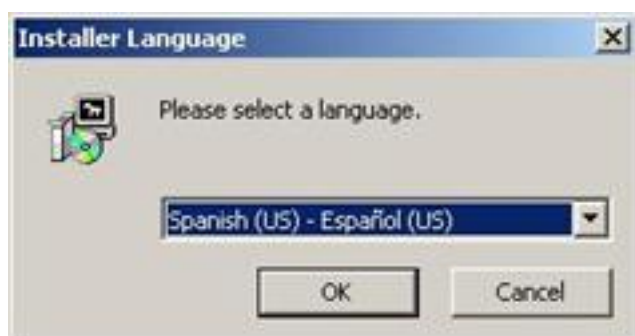 Installer Language
Please select a language.
Spanish (US) - Español (US)
OK
Cancel